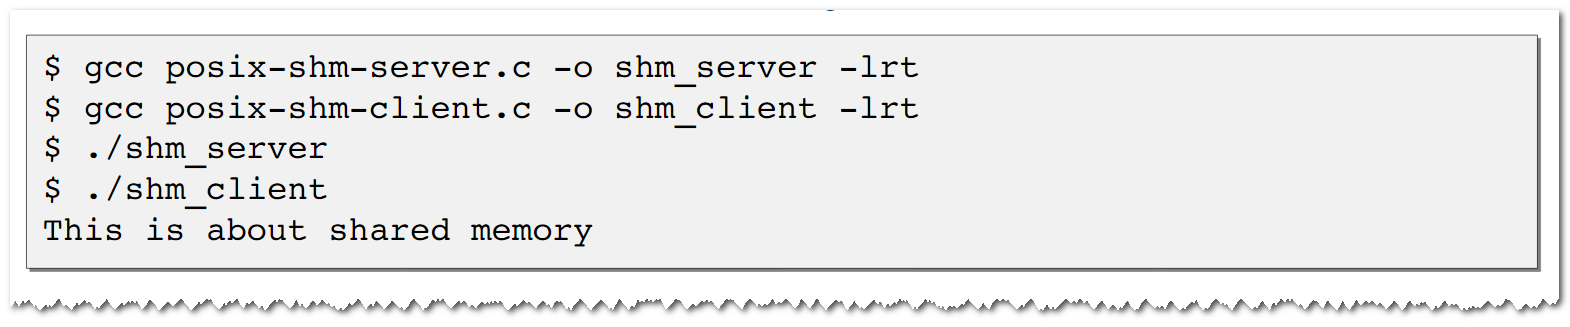 $ gcc posix-shm-server.c -o shm_server -lrt
$ gcc posix-shm-client.c -o shm_client -lrt
$ ./shm_server
$ ./shm_client
This is about shared memory